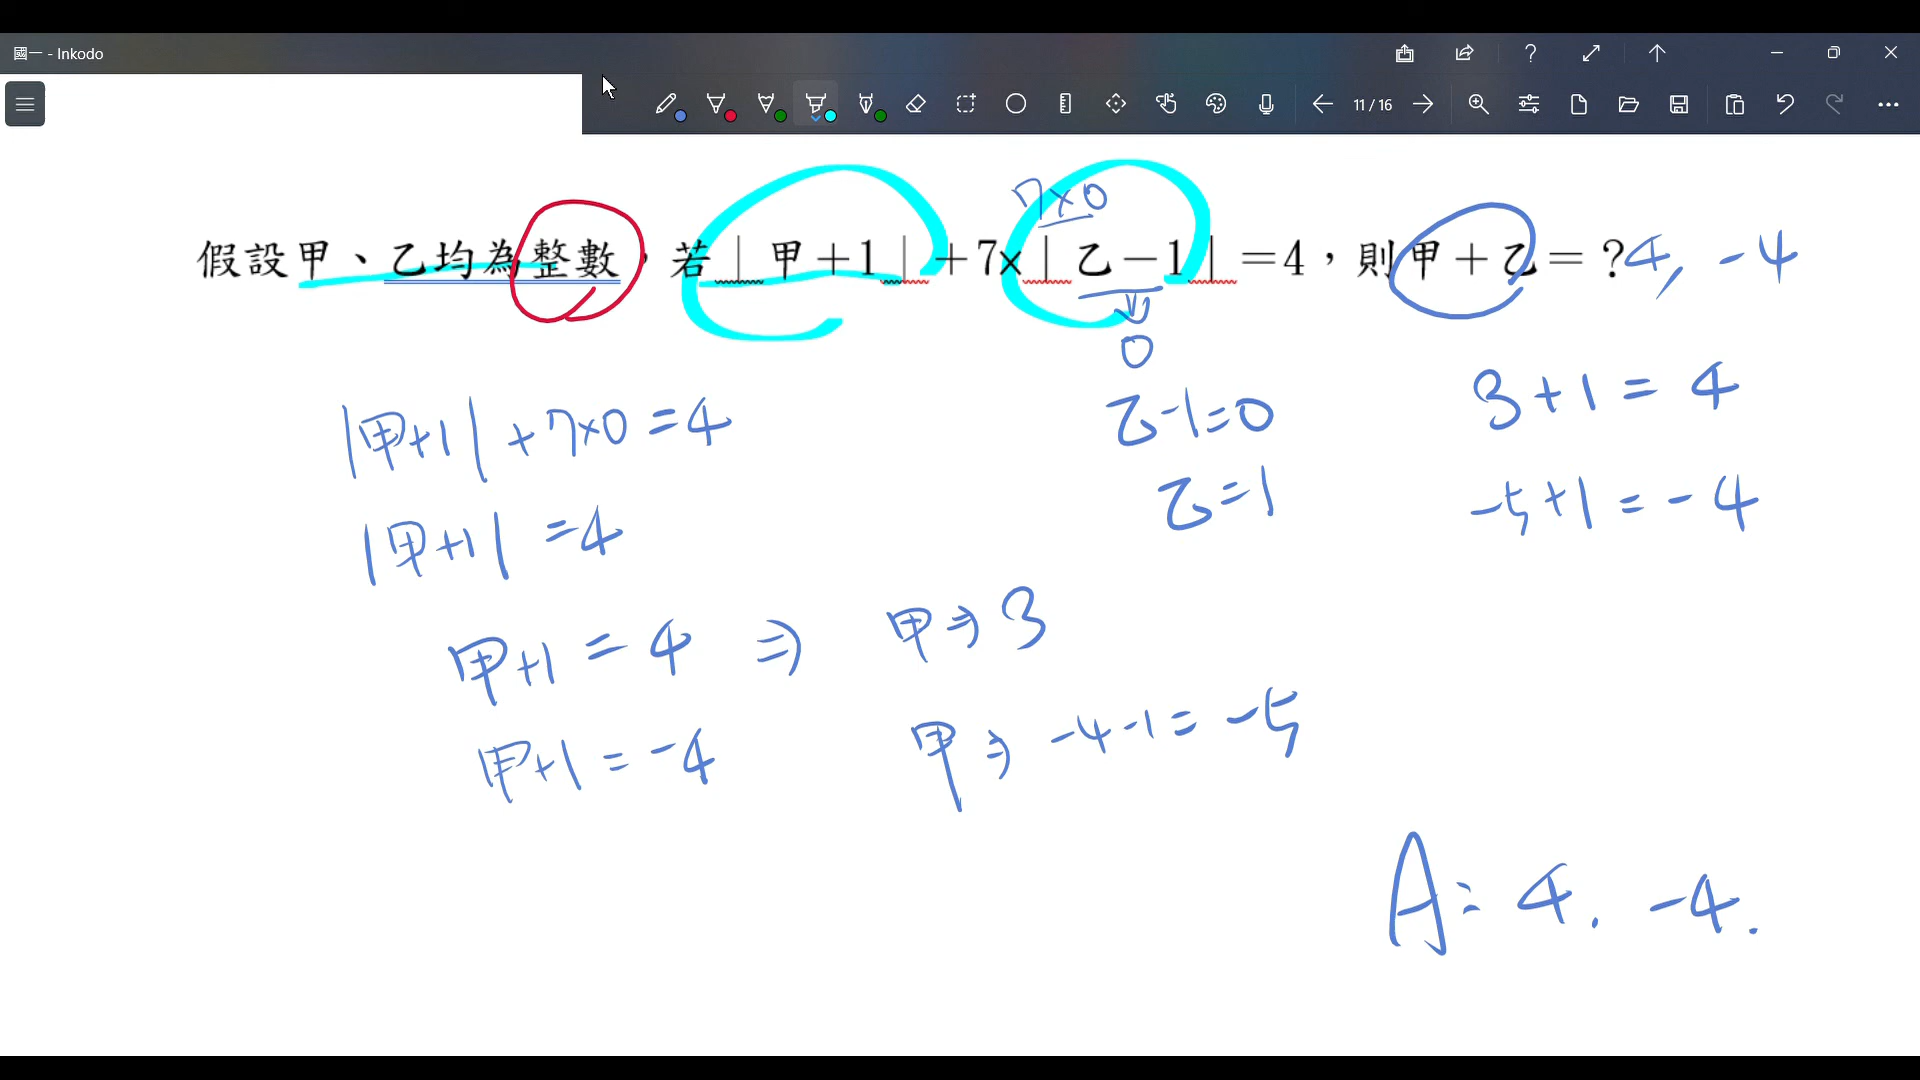 國一 - Inkodo
11/16
7×0
假設甲、乙均為整數，若｜甲＋1｜＋7×｜乙－1｜＝4，則甲＋乙＝？4, -4
0
|甲+1| + 7×0 = 4
乙-1=0
3+1 = 4
乙=1
-5+1 = -4
|甲+1| = 4
甲+1 = 4 ⇒ 甲⇒3
甲+1 = -4 甲⇒ -4-1 = -5
A: 4. -4.